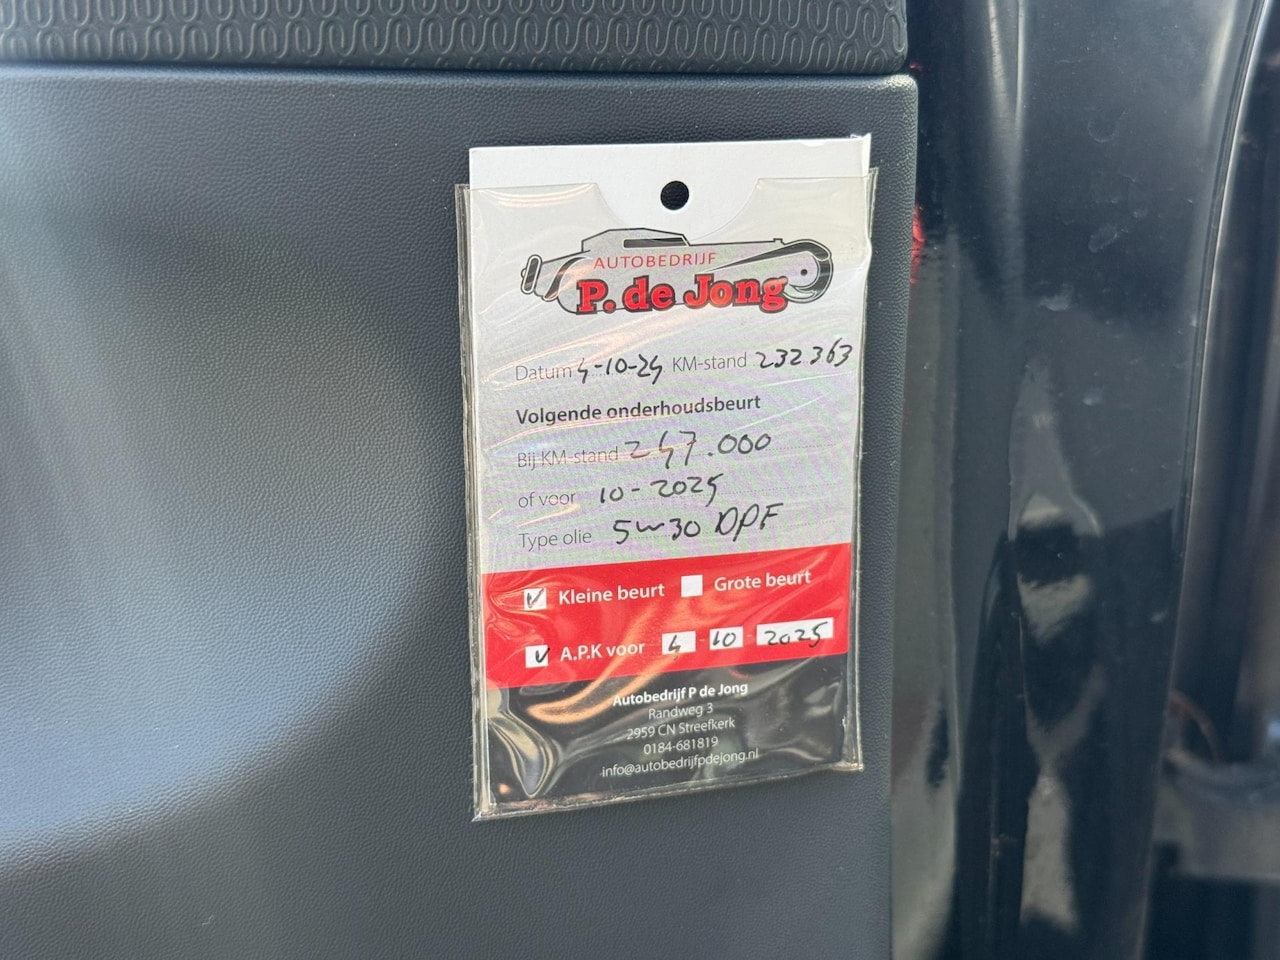 AUTOBEDRIJF
P. de Jong
Datum 4-10-24 KM-stand 232363
Volgende onderhoudsbeurt
Bij KM-stand 247.000
of voor 10-2025
Type olie 5W30 DPF
Kleine beurt Grote beurt
A.P.K voor 4 - 10 - 2025
Autobedrijf P de Jong
Randweg 3
2959 CN Streefkerk
0184-681819
info@autobedrijfpdejong.nl